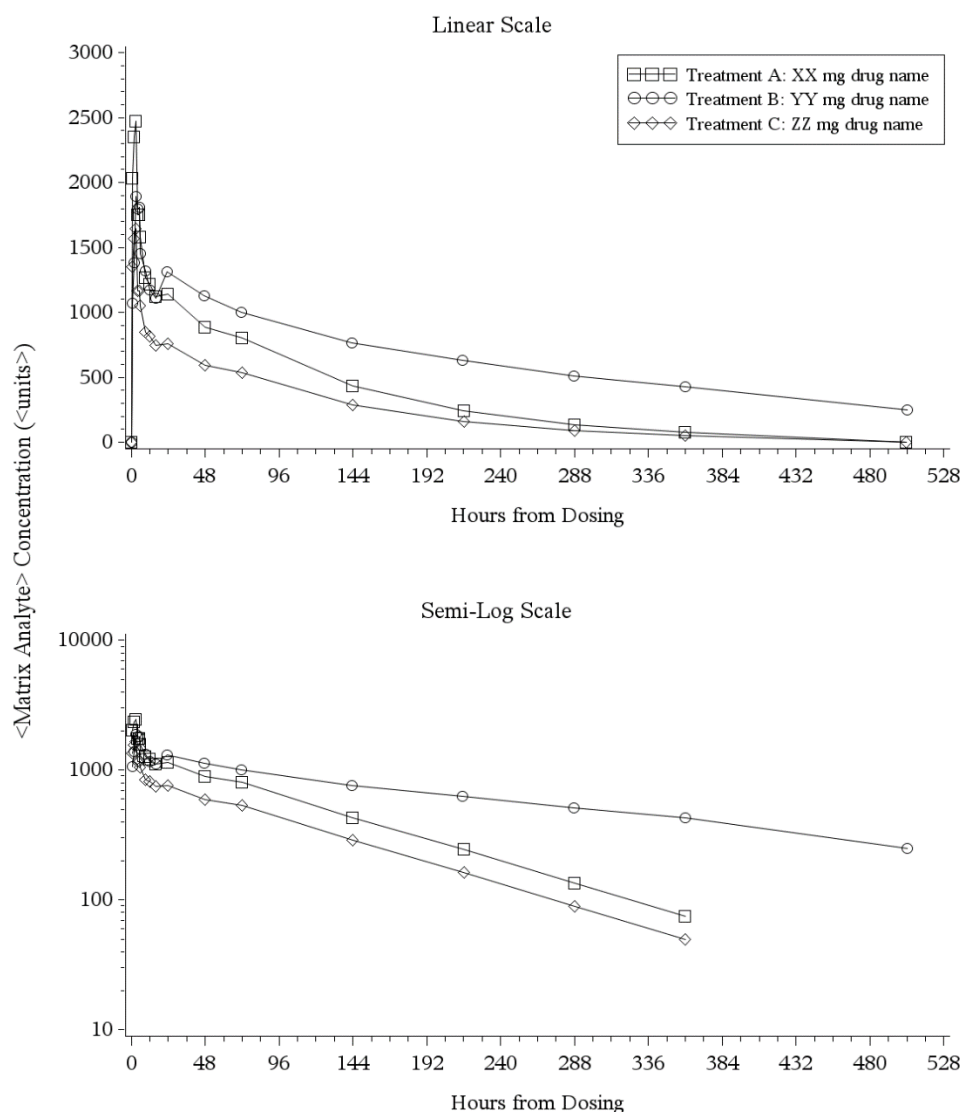 Linear Scale
3000
2500
2000
1500
1000
500
0
Treatment A: XX mg drug name
Treatment B: YY mg drug name
Treatment C: ZZ mg drug name
0 48 96 144 192 240 288 336 384 432 480 528
Hours from Dosing
<Matrix Analyte> Concentration (<units>)
Semi-Log Scale
10000
1000
100
10
0 48 96 144 192 240 288 336 384 432 480 528
Hours from Dosing